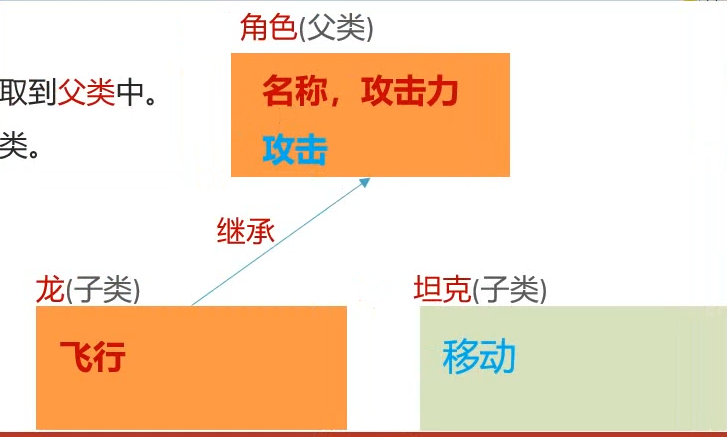 角色(父类)
取到父类中。
名称，攻击力
类。
攻击
继承
龙(子类)
坦克(子类)
飞行
移动